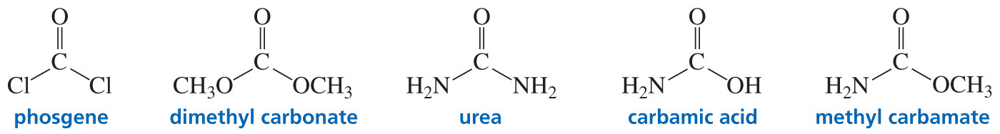 O O O O O
C C C C C
Cl Cl CH₃O OCH₃ H₂N NH₂ H₂N OH H₂N OCH₃
phosgene dimethyl carbonate urea carbamic acid methyl carbamate